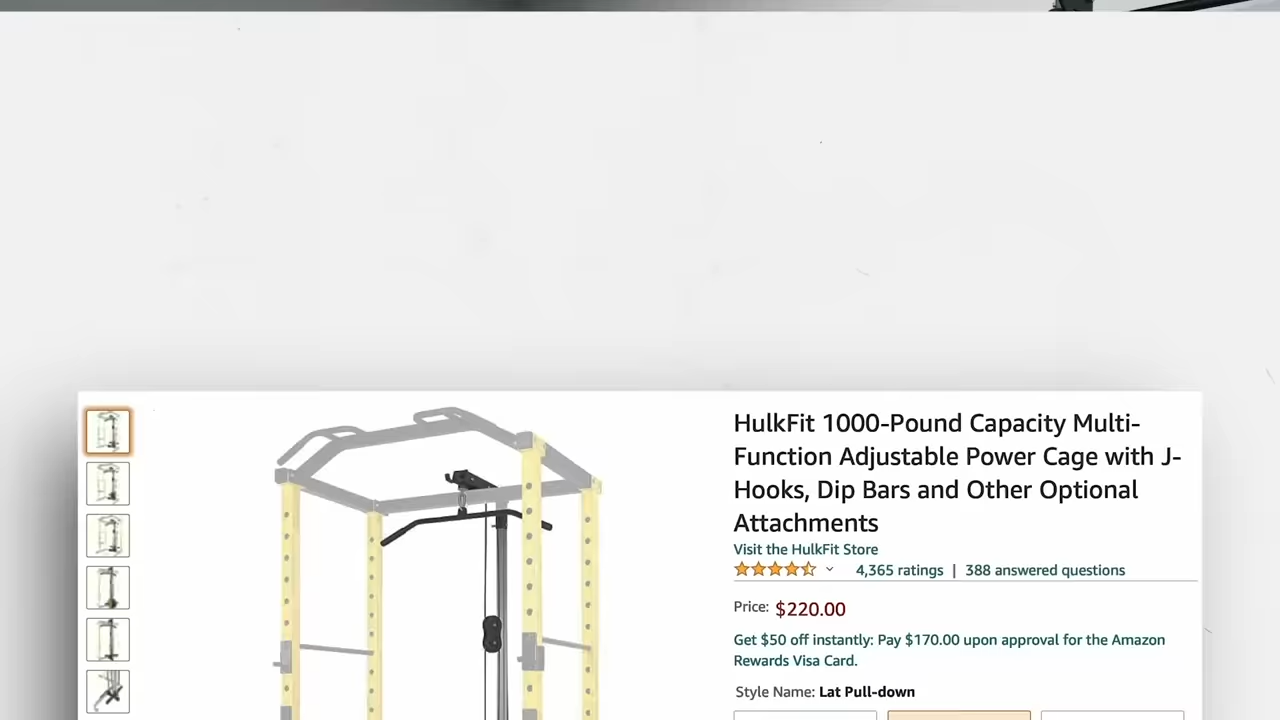 HulkFit 1000-Pound Capacity Multi-
Function Adjustable Power Cage with J-
Hooks, Dip Bars and Other Optional
Attachments
Visit the HulkFit Store
4,365 ratings | 388 answered questions
Price: $220.00
Get $50 off instantly: Pay $170.00 upon approval for the Amazon
Rewards Visa Card.
Style Name: Lat Pull-down